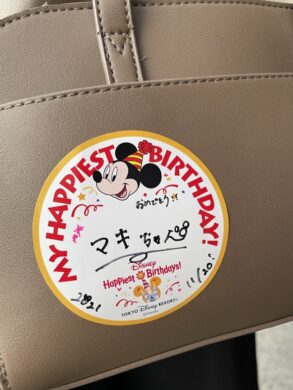 MY HAPPIEST BIRTHDAY!
おめでとう
マキちゃん
Disney
Happiest Birthdays!
2021
11/20
TOKYO Disney RESORT
© Disney